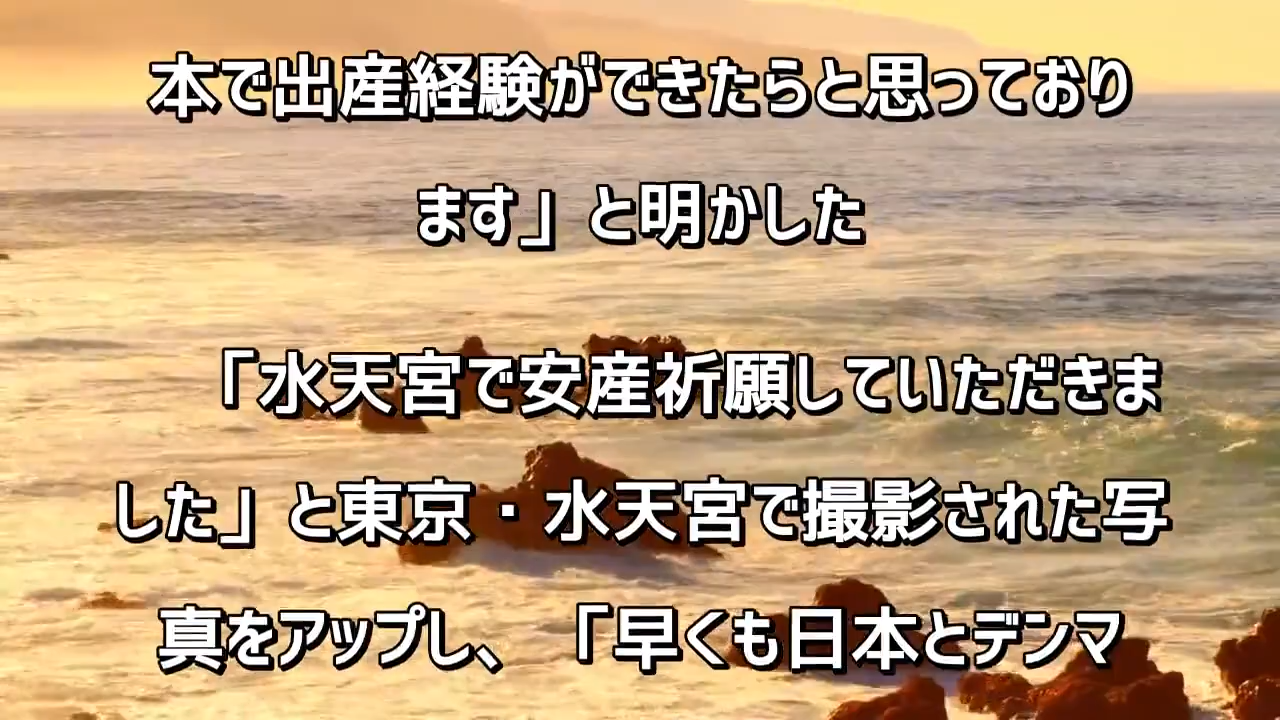 本で出産経験ができたらと思っており
ます」と明かした
「水天宮で安産祈願していただきま
した」と東京・水天宮で撮影された写
真をアップし、「早くも日本とデンマ